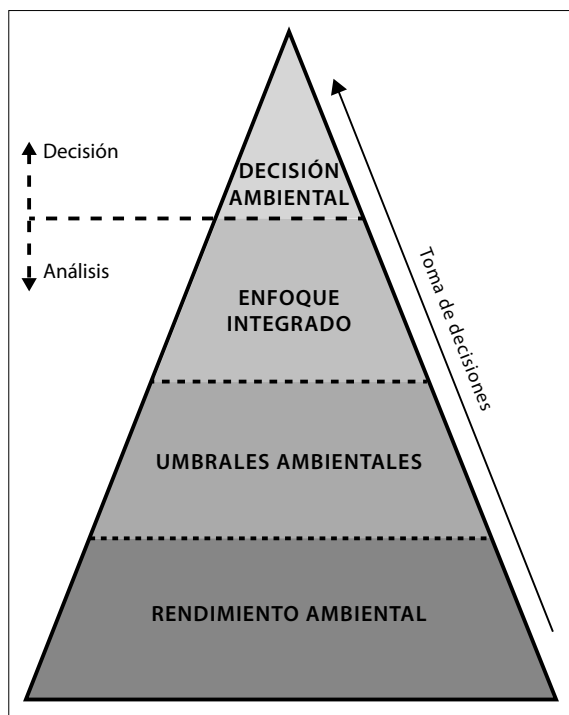 Decisión
Análisis
DECISIÓN
AMBIENTAL
ENFOQUE
INTEGRADO
UMBRALES AMBIENTALES
RENDIMIENTO AMBIENTAL
Toma de decisiones